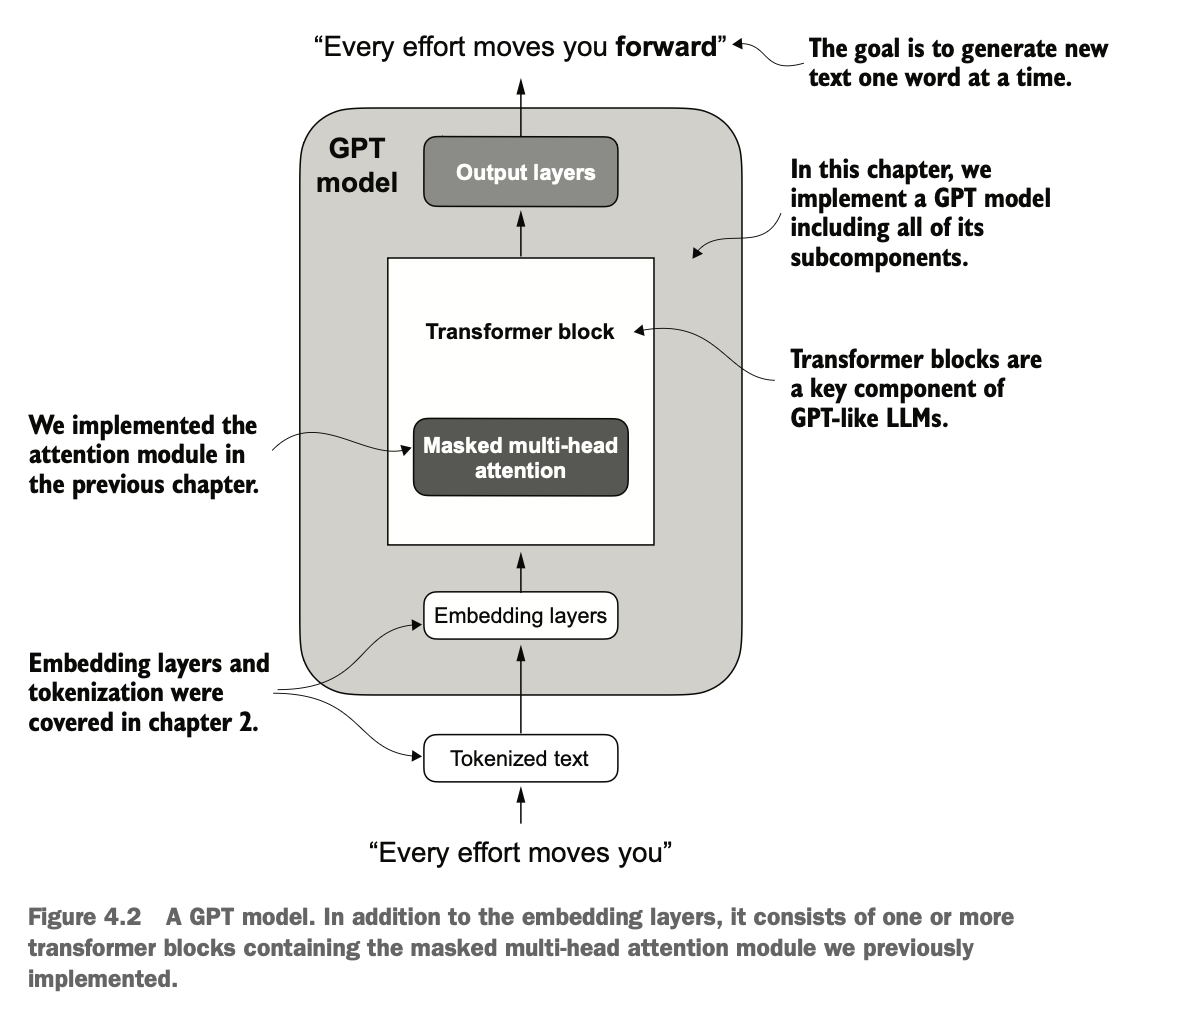 “Every effort moves you forward”
The goal is to generate new
text one word at a time.
GPT
model
Output layers
In this chapter, we
implement a GPT model
including all of its
subcomponents.
Transformer block
Transformer blocks are
a key component of
GPT-like LLMs.
We implemented the
attention module in
the previous chapter.
Masked multi-head
attention
Embedding layers
Embedding layers and
tokenization were
covered in chapter 2.
Tokenized text
“Every effort moves you”
Figure 4.2 A GPT model. In addition to the embedding layers, it consists of one or more
transformer blocks containing the masked multi-head attention module we previously
implemented.